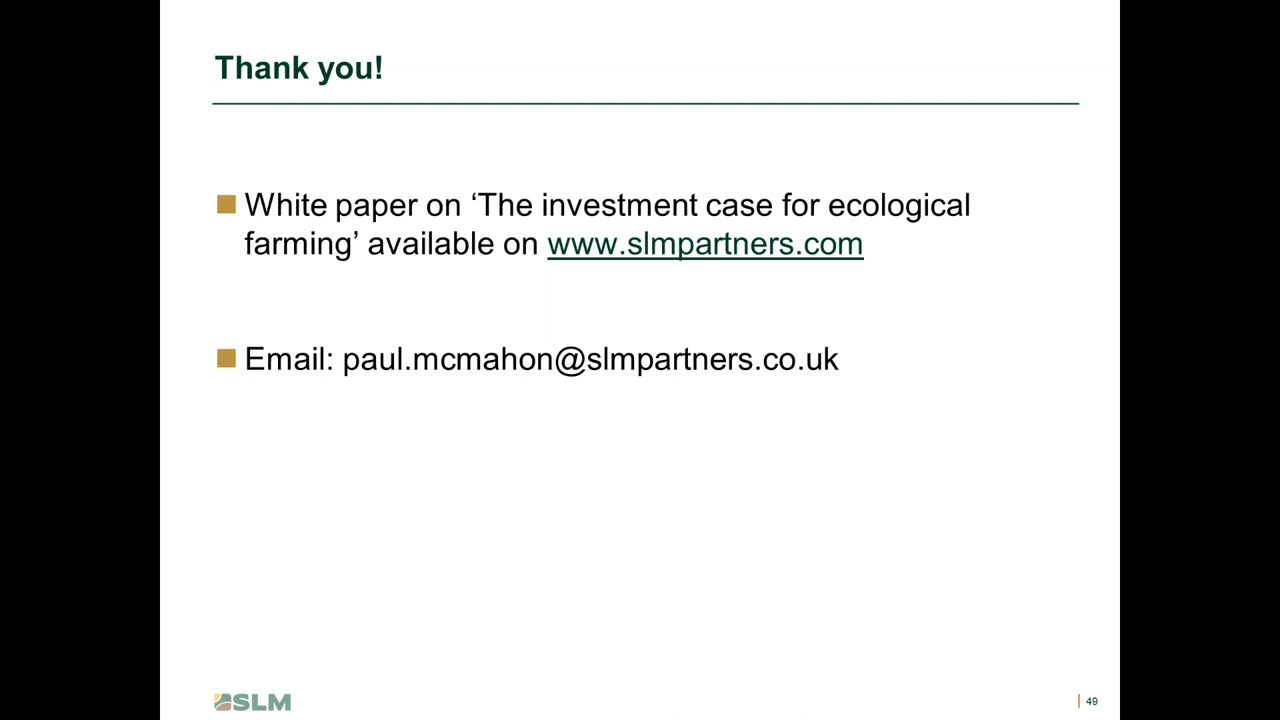 Thank you!
White paper on ‘The investment case for ecological
farming’ available on www.slmpartners.com
Email: paul.mcmahon@slmpartners.co.uk
SLM
49